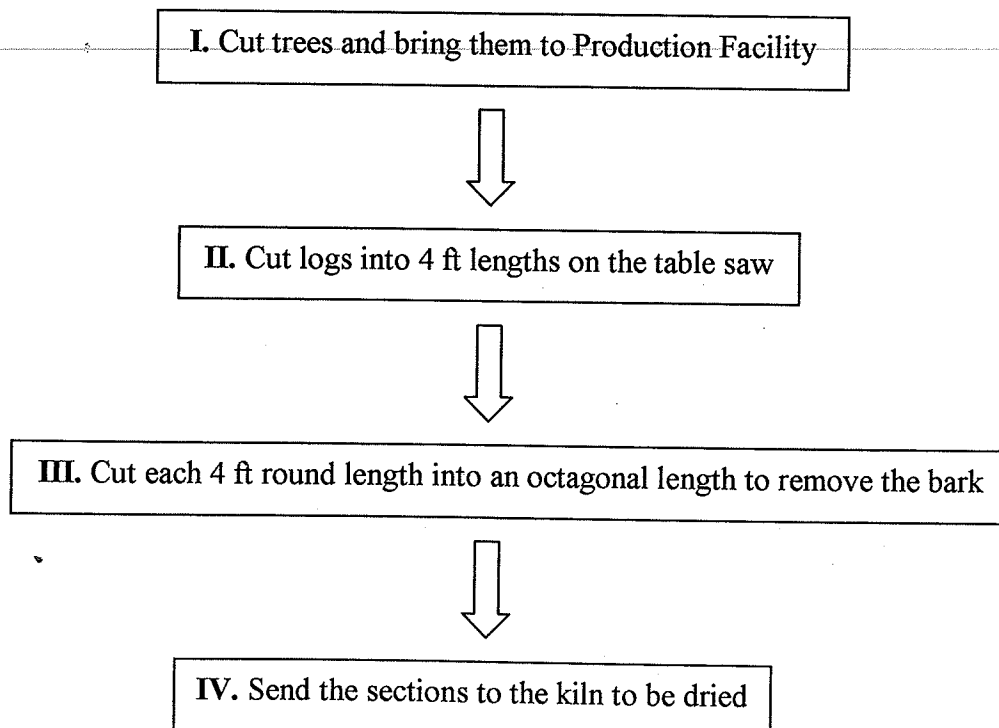 I. Cut trees and bring them to Production Facility
II. Cut logs into 4 ft lengths on the table saw
III. Cut each 4 ft round length into an octagonal length to remove the bark
IV. Send the sections to the kiln to be dried